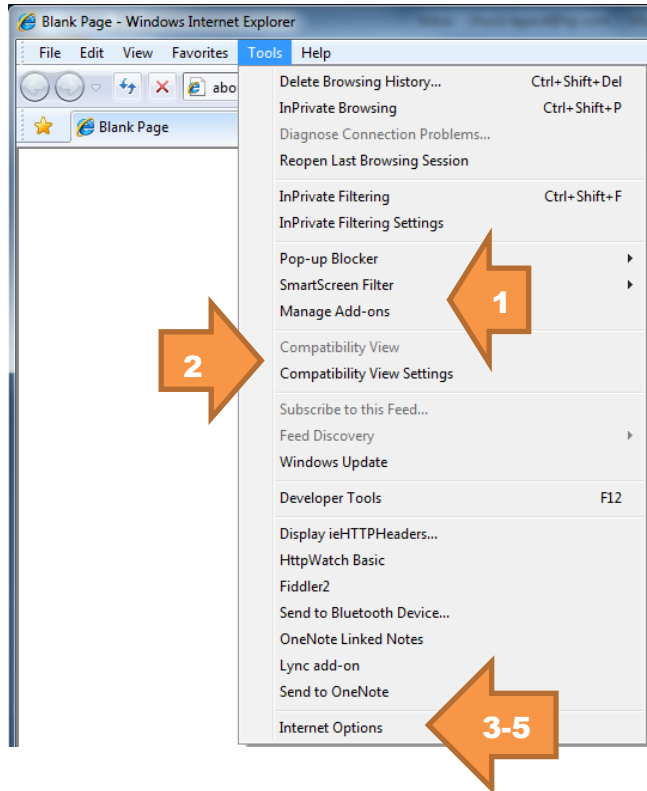 Blank Page - Windows Internet Explorer
File Edit View Favorites Tools Help
abo
Blank Page
Delete Browsing History... Ctrl+Shift+Del
InPrivate Browsing Ctrl+Shift+P
Diagnose Connection Problems...
Reopen Last Browsing Session
InPrivate Filtering Ctrl+Shift+F
InPrivate Filtering Settings
Pop-up Blocker
SmartScreen Filter
1
Manage Add-ons
Compatibility View
2
Compatibility View Settings
Subscribe to this Feed...
Feed Discovery
Windows Update
Developer Tools F12
Display ieHTTPHeaders...
HttpWatch Basic
Fiddler2
Send to Bluetooth Device...
OneNote Linked Notes
Lync add-on
Send to OneNote
Internet Options
3-5